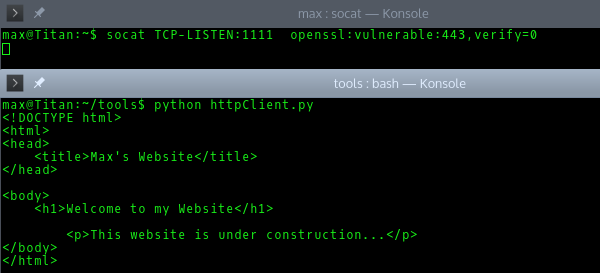 max : socat — Konsole
max@Titan:~$ socat TCP-LISTEN:1111  openssl:vulnerable:443,verify=0
tools : bash — Konsole
max@Titan:~/tools$ python httpClient.py
<!DOCTYPE html>
<html>
<head>
    <title>Max's Website</title>
</head>

<body>
    <h1>Welcome to my Website</h1>

        <p>This website is under construction...</p>
</body>
</html>